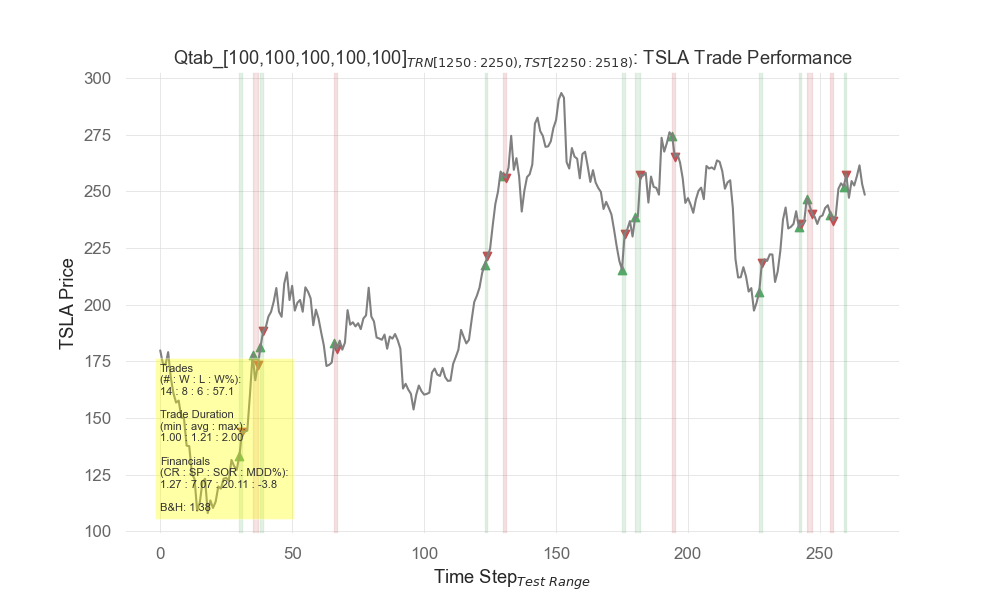 Qtab_[100,100,100,100,100]TRN[1250:2250),TST[2250:2518): TSLA Trade Performance
300
275
250
225
200
175
150
125
100
TSLA Price
Trades
(# : W : L : W%):
14 : 8 : 6 : 57.1
Trade Duration
(min : avg : max):
1.00 : 1.21 : 2.00
Financials
(CR : SP : SOR : MDD%):
1.27 : 7.07 : 20.11 : -3.8
B&H: 1.38
0 50 100 150 200 250
Time Step Test Range